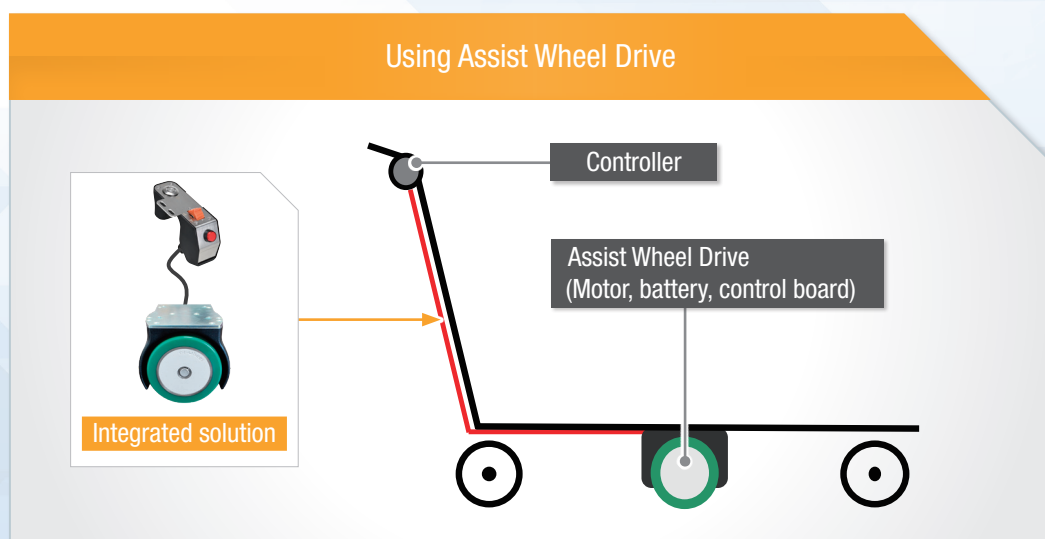 Using Assist Wheel Drive
Controller
Assist Wheel Drive
(Motor, battery, control board)
Integrated solution